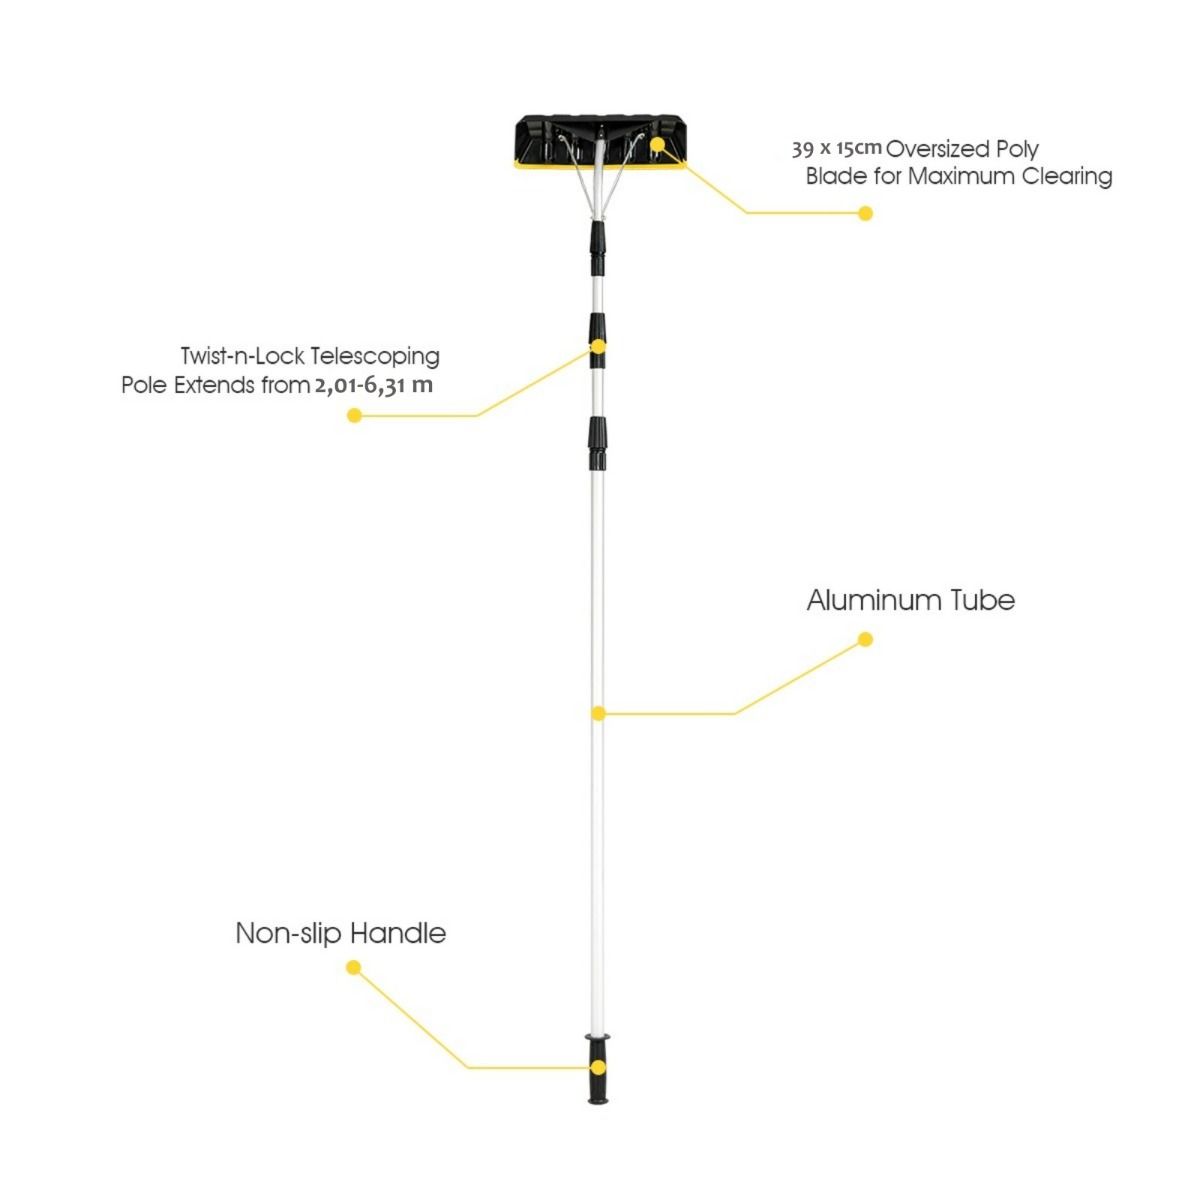 39 x 15cm Oversized Poly
Blade for Maximum Clearing
Twist-n-Lock Telescoping
Pole Extends from 2,01-6,31 m
Aluminum Tube
Non-slip Handle